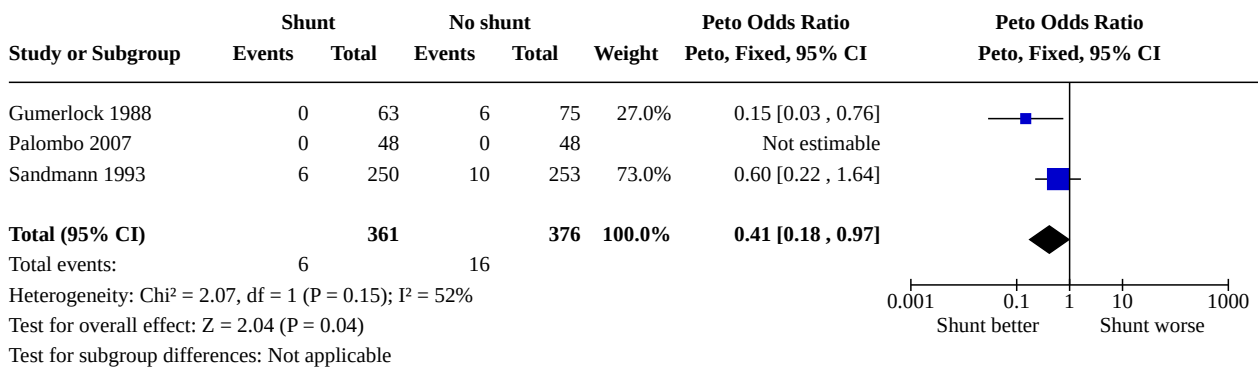 Shunt No shunt Peto Odds Ratio Peto Odds Ratio
Study or Subgroup Events Total Events Total Weight Peto, Fixed, 95% CI Peto, Fixed, 95% CI
Gumerlock 1988 0 63 6 75 27.0% 0.15 [0.03 , 0.76]
Palombo 2007 0 48 0 48 Not estimable
Sandmann 1993 6 250 10 253 73.0% 0.60 [0.22 , 1.64]
Total (95% CI) 361 376 100.0% 0.41 [0.18 , 0.97]
Total events: 6 16
Heterogeneity: Chi² = 2.07, df = 1 (P = 0.15); I² = 52%
0.001 0.1 1 10 1000
Test for overall effect: Z = 2.04 (P = 0.04)
Shunt better Shunt worse
Test for subgroup differences: Not applicable